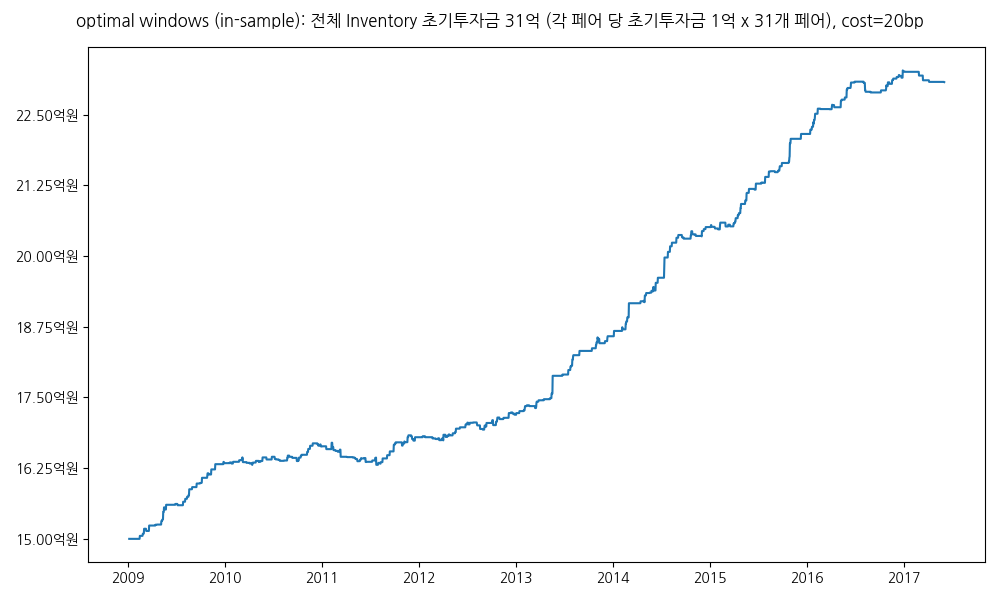 optimal windows (in-sample): 전체 Inventory 초기투자금 31억 (각 페어 당 초기투자금 1억 x 31개 페어), cost=20bp
22.50억원
21.25억원
20.00억원
18.75억원
17.50억원
16.25억원
15.00억원
2009 2010 2011 2012 2013 2014 2015 2016 2017